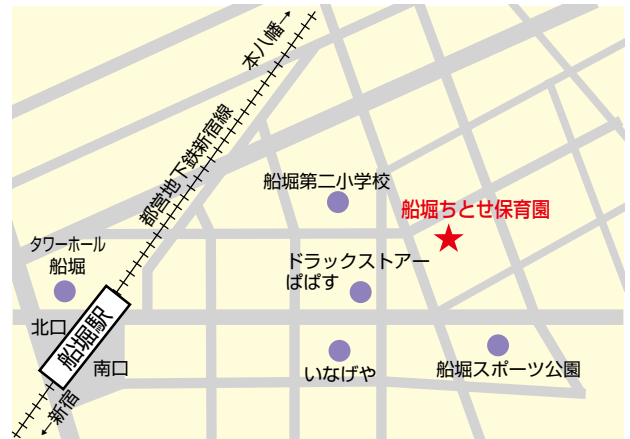 本八幡→
都営地下鉄新宿線
船堀第二小学校
船堀ちとせ保育園
タワーホール
船堀
ドラックストアー
ぱぱす
北口
船堀駅
南口
いなげや
船堀スポーツ公園
←新宿